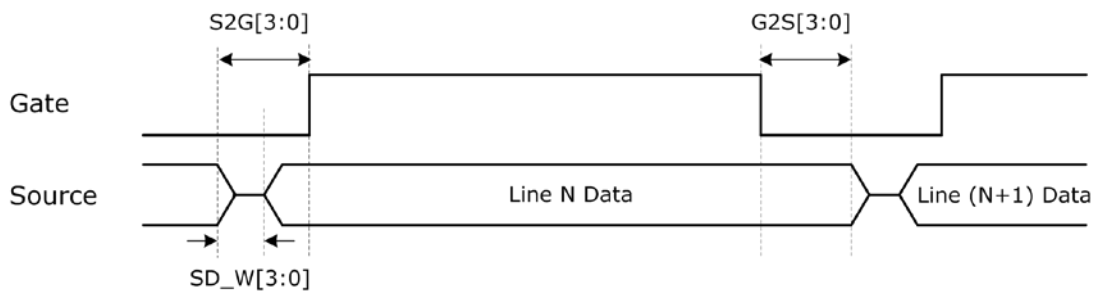 S2G[3:0]
G2S[3:0]
Gate
Source
Line N Data
Line (N+1) Data
SD_W[3:0]